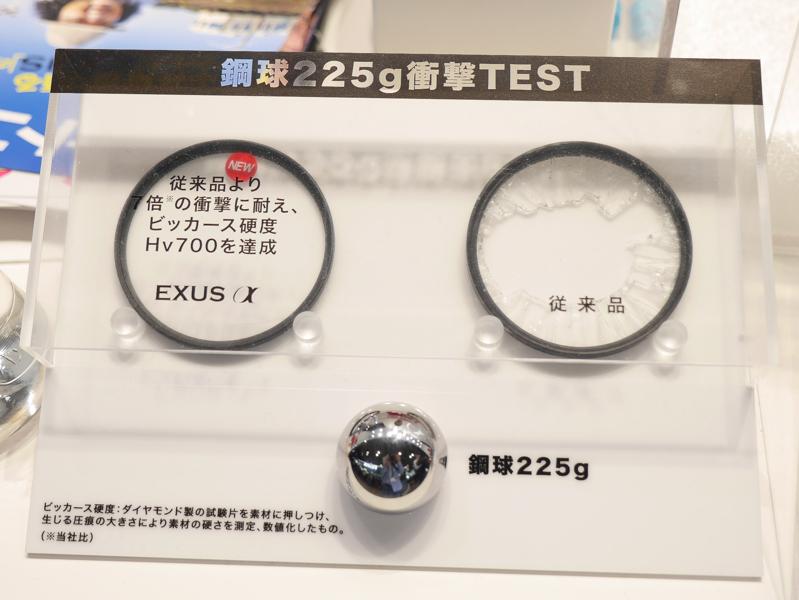 鋼球225g衝撃TEST
NEW
従来品より
7倍※の衝撃に耐え、
ビッカース硬度
Hv700を達成
EXUS α
従来品
鋼球225g
ビッカース硬度:ダイヤモンド製の試験片を素材に押しつけ、
生じる圧痕の大きさにより素材の硬さを測定、数値化したもの。
(※当社比)